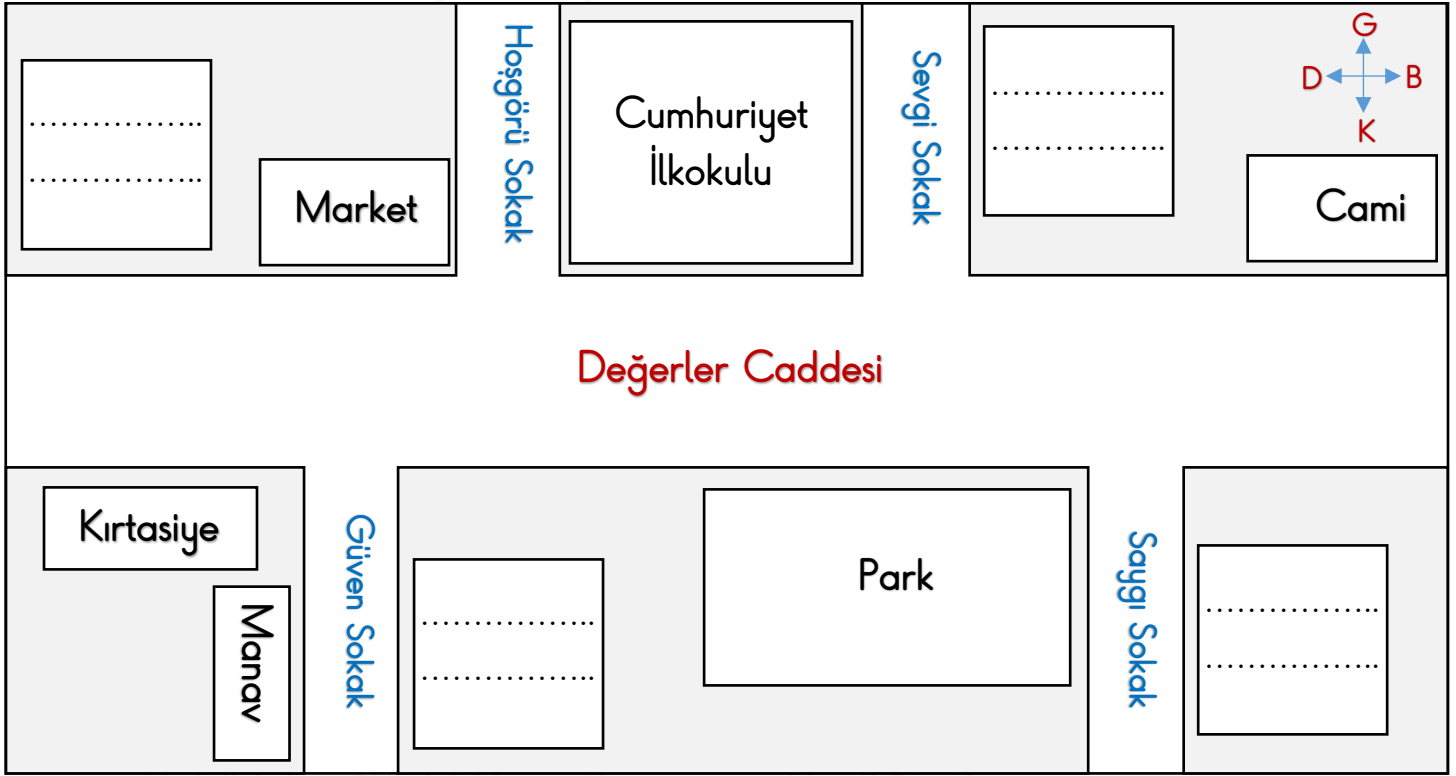 Hoşgörü Sokak
Cumhuriyet
İlkokulu
Sevgi Sokak
G
D
B
K
……………..
……………..
Market
……………..
……………..
Cami
Değerler Caddesi
Kırtasiye
Manav
Güven Sokak
……………..
……………..
Park
Saygı Sokak
……………..
……………..